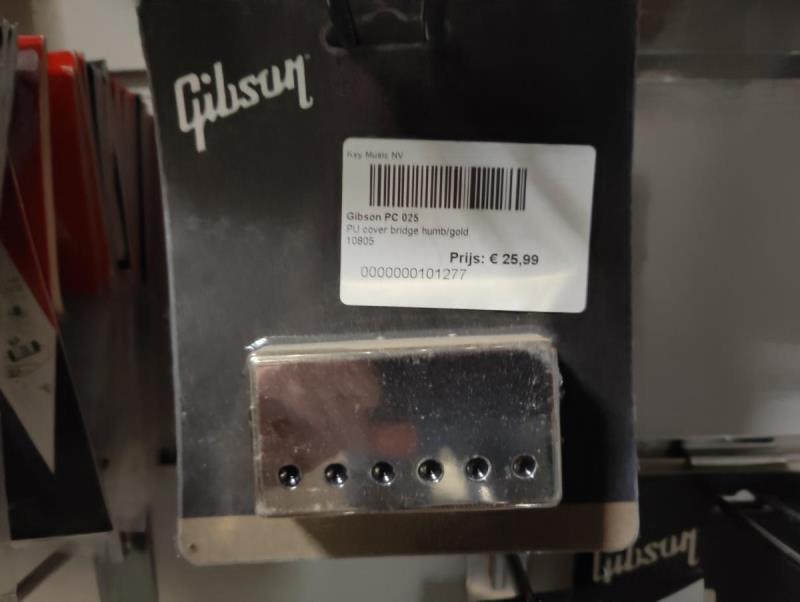 Gibson
Key Music NV
Gibson PC 025
PU cover bridge humb/gold
10805
Prijs: € 25,99
0000000101277
Gibson